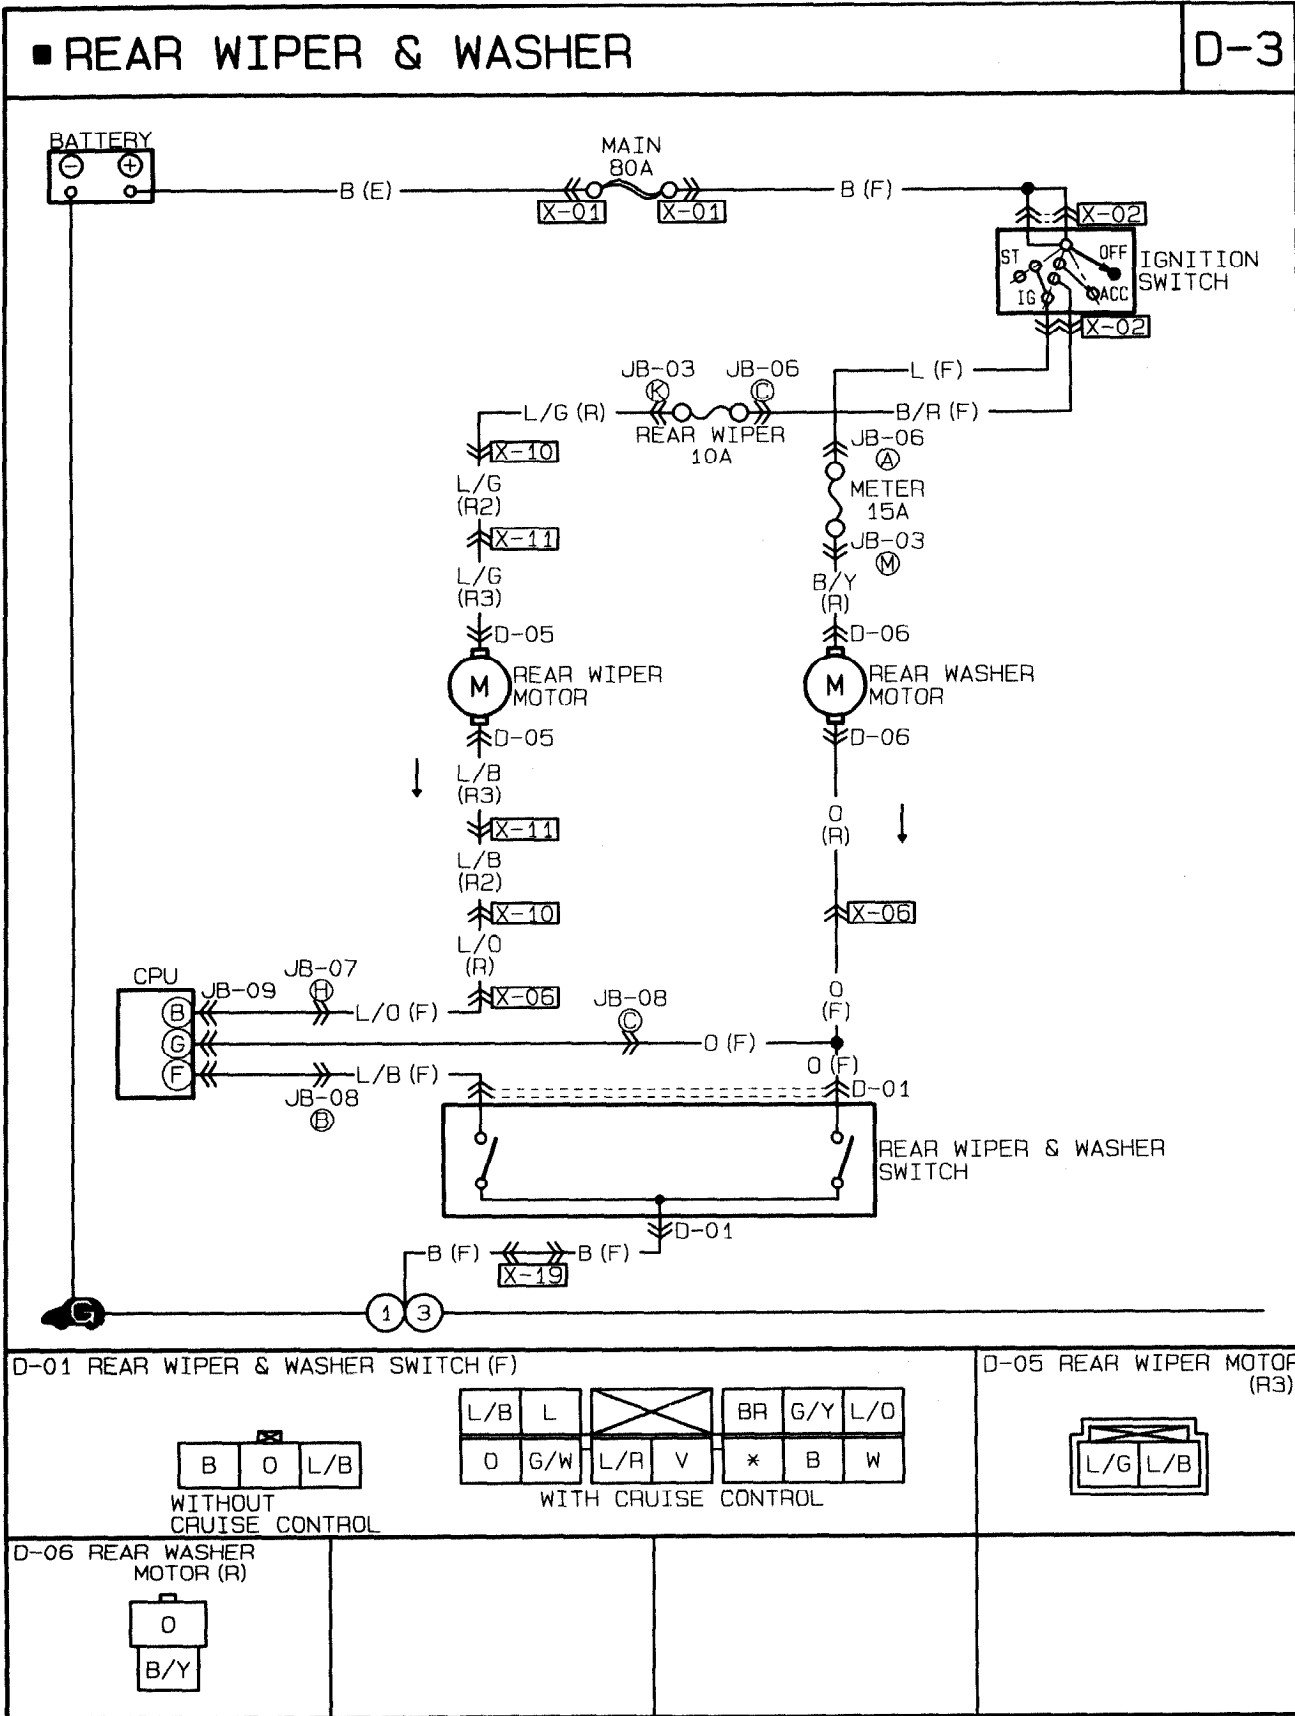 ■ REAR WIPER & WASHER
D-3
BATTERY
− +
MAIN
80A
B (E)
B (F)
X-01
X-01
X-02
ST
OFF
IG
ACC
IGNITION
SWITCH
X-02
JB-03
K
JB-06
C
L (F)
L/G (R)
B/R (F)
REAR WIPER
10A
JB-06
A
X-10
L/G
(R2)
METER
15A
X-11
JB-03
M
L/G
(R3)
B/Y
(R)
D-05
D-06
M
REAR WIPER
MOTOR
M
REAR WASHER
MOTOR
D-05
D-06
L/B
(R3)
O
(R)
X-11
L/B
(R2)
X-10
X-06
L/O
(R)
CPU
JB-09
JB-07
H
X-06
JB-08
C
O
(F)
B
L/O (F)
G
O (F)
O (F)
F
L/B (F)
D-01
JB-08
B
REAR WIPER & WASHER
SWITCH
D-01
B (F)
B (F)
X-19
G
1
3
D-01 REAR WIPER & WASHER SWITCH (F)
B O L/B
WITHOUT
CRUISE CONTROL
L/B L BR G/Y L/O
O G/W L/R V * B W
WITH CRUISE CONTROL
D-05 REAR WIPER MOTOR
(R3)
L/G L/B
D-06 REAR WASHER
MOTOR (R)
O
B/Y